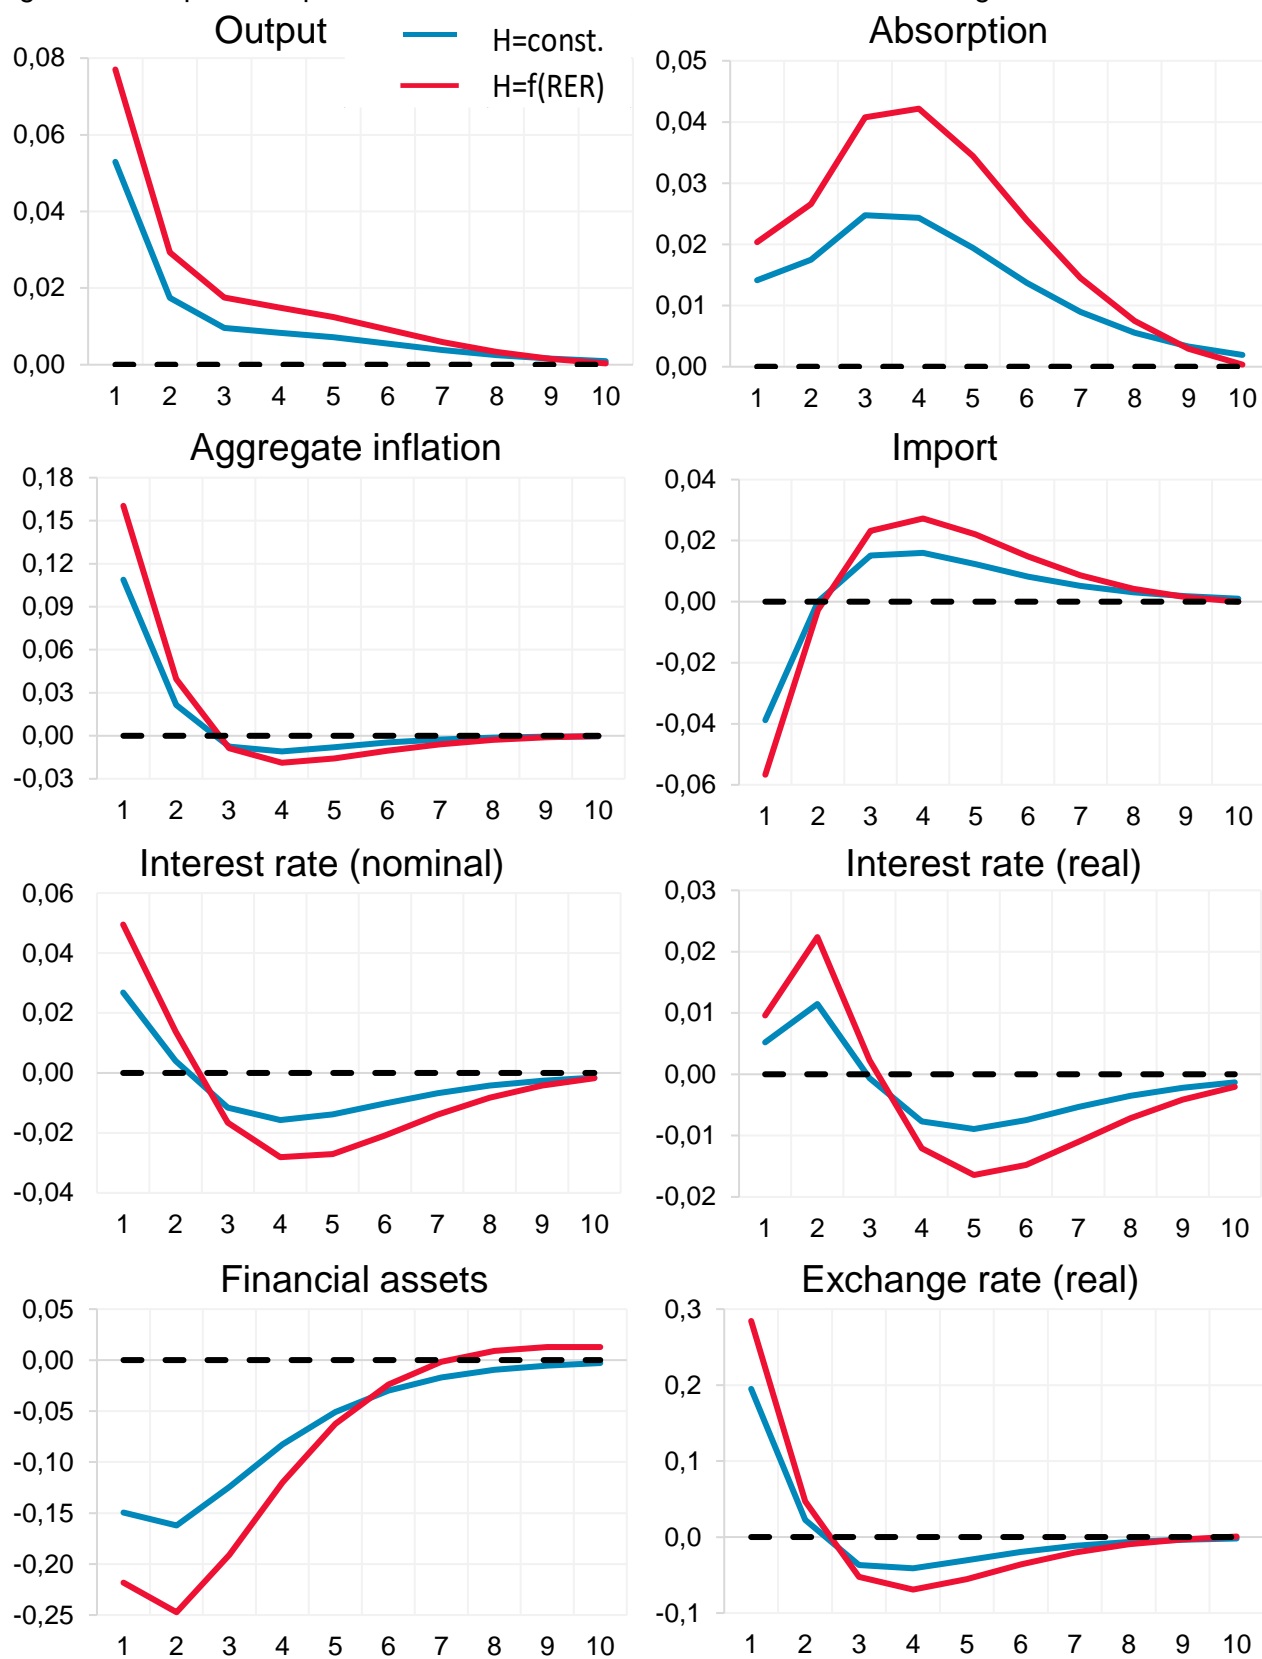 Output
H=const.
H=f(RER)
0,08
0,06
0,04
0,02
0,00
1 2 3 4 5 6 7 8 9 10
Absorption
0,05
0,04
0,03
0,02
0,01
0,00
1 2 3 4 5 6 7 8 9 10
Aggregate inflation
0,18
0,15
0,12
0,09
0,06
0,03
0,00
-0,03
1 2 3 4 5 6 7 8 9 10
Import
0,04
0,02
0,00
-0,02
-0,04
-0,06
1 2 3 4 5 6 7 8 9 10
Interest rate (nominal)
0,06
0,04
0,02
0,00
-0,02
-0,04
1 2 3 4 5 6 7 8 9 10
Interest rate (real)
0,03
0,02
0,01
0,00
-0,01
-0,02
1 2 3 4 5 6 7 8 9 10
Financial assets
0,05
0,00
-0,05
-0,10
-0,15
-0,20
-0,25
1 2 3 4 5 6 7 8 9 10
Exchange rate (real)
0,3
0,2
0,1
0,0
-0,1
1 2 3 4 5 6 7 8 9 10